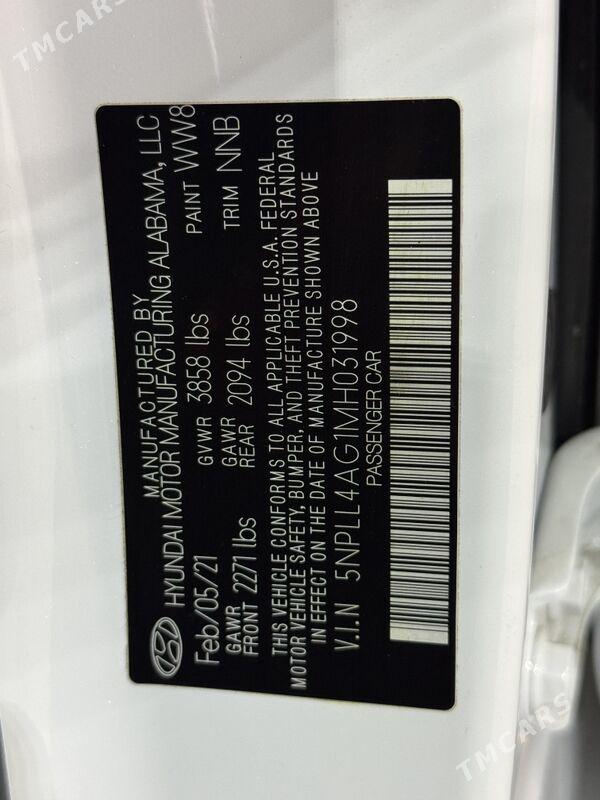 TMCARS
MANUFACTURED BY
HYUNDAI MOTOR MANUFACTURING ALABAMA, LLC
Feb/05/21 GVWR 3858 lbs PAINT WW8
GAWR FRONT 2271 lbs GAWR REAR 2094 lbs TRIM NNB
THIS VEHICLE CONFORMS TO ALL APPLICABLE U.S.A. FEDERAL
MOTOR VEHICLE SAFETY, BUMPER, AND THEFT PREVENTION STANDARDS
IN EFFECT ON THE DATE OF MANUFACTURE SHOWN ABOVE
V.I.N 5NPLL4AG1MH031998
PASSENGER CAR
TMCARS